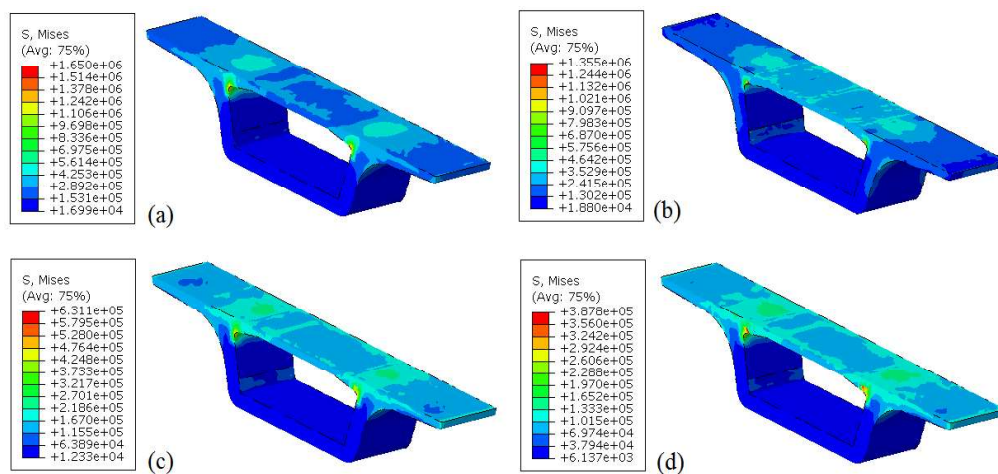 S, Mises
(Avg: 75%)
+1.650e+06
+1.514e+06
+1.378e+06
+1.242e+06
+1.106e+06
+9.698e+05
+8.336e+05
+6.975e+05
+5.614e+05
+4.253e+05
+2.892e+05
+1.531e+05
+1.699e+04
(a)
S, Mises
(Avg: 75%)
+1.355e+06
+1.244e+06
+1.132e+06
+1.021e+06
+9.097e+05
+7.983e+05
+6.870e+05
+5.756e+05
+4.642e+05
+3.529e+05
+2.415e+05
+1.302e+05
+1.880e+04
(b)
S, Mises
(Avg: 75%)
+6.311e+05
+5.795e+05
+5.280e+05
+4.764e+05
+4.248e+05
+3.733e+05
+3.217e+05
+2.701e+05
+2.186e+05
+1.670e+05
+1.155e+05
+6.389e+04
+1.233e+04
(c)
S, Mises
(Avg: 75%)
+3.878e+05
+3.560e+05
+3.242e+05
+2.924e+05
+2.606e+05
+2.288e+05
+1.970e+05
+1.652e+05
+1.333e+05
+1.015e+05
+6.974e+04
+3.794e+04
+6.137e+03
(d)